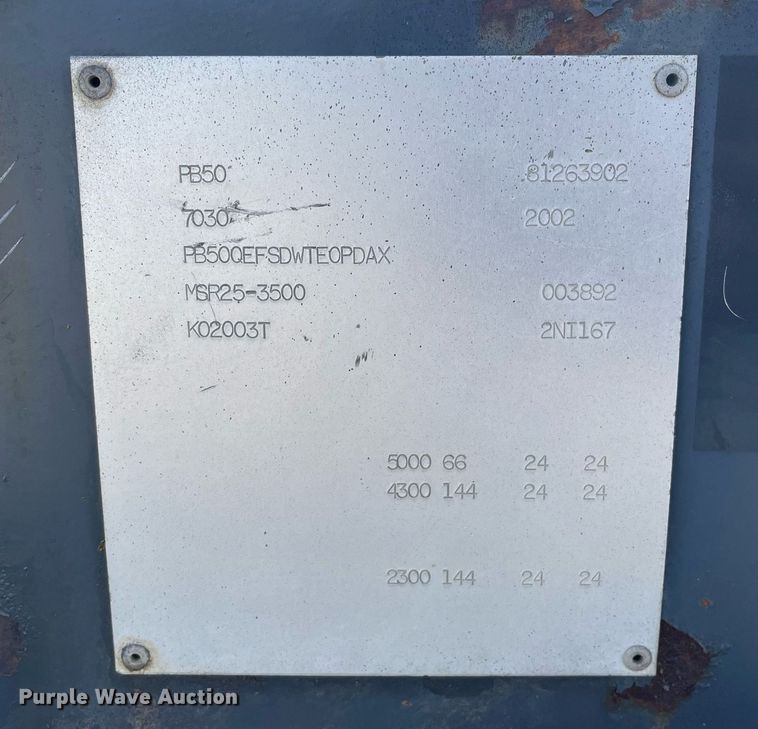 PB50 81263902
7030 2002
PB50QEFSDWTEOPDAX
MSR25-3500 003892
K02003T 2NI167
5000 66 24 24
4300 144 24 24
2300 144 24 24
Purple Wave Auction